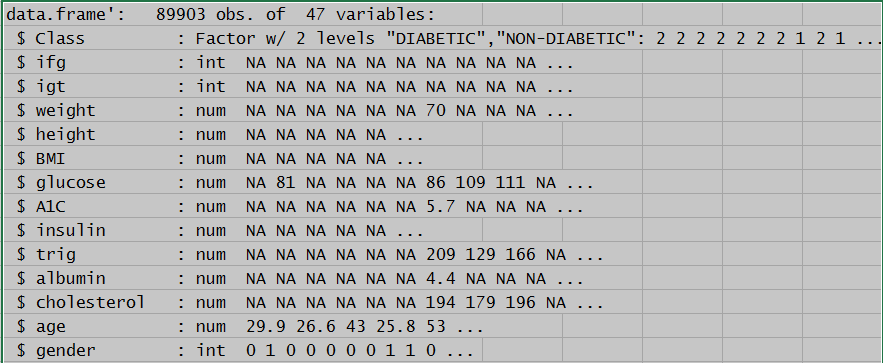 data.frame': 89903 obs. of 47 variables:
$ Class : Factor w/ 2 levels "DIABETIC","NON-DIABETIC": 2 2 2 2 2 2 2 1 2 1 ...
$ ifg : int NA NA NA NA NA NA NA NA NA NA ...
$ igt : int NA NA NA NA NA NA NA NA NA NA ...
$ weight : num NA NA NA NA NA NA 70 NA NA NA ...
$ height : num NA NA NA NA NA ...
$ BMI : num NA NA NA NA NA ...
$ glucose : num NA 81 NA NA NA NA 86 109 111 NA ...
$ A1C : num NA NA NA NA NA NA 5.7 NA NA NA ...
$ insulin : num NA NA NA NA NA ...
$ trig : num NA NA NA NA NA NA 209 129 166 NA ...
$ albumin : num NA NA NA NA NA NA 4.4 NA NA NA ...
$ cholesterol : num NA NA NA NA NA NA 194 179 196 NA ...
$ age : num 29.9 26.6 43 25.8 53 ...
$ gender : int 0 1 0 0 0 0 0 1 1 0 ...